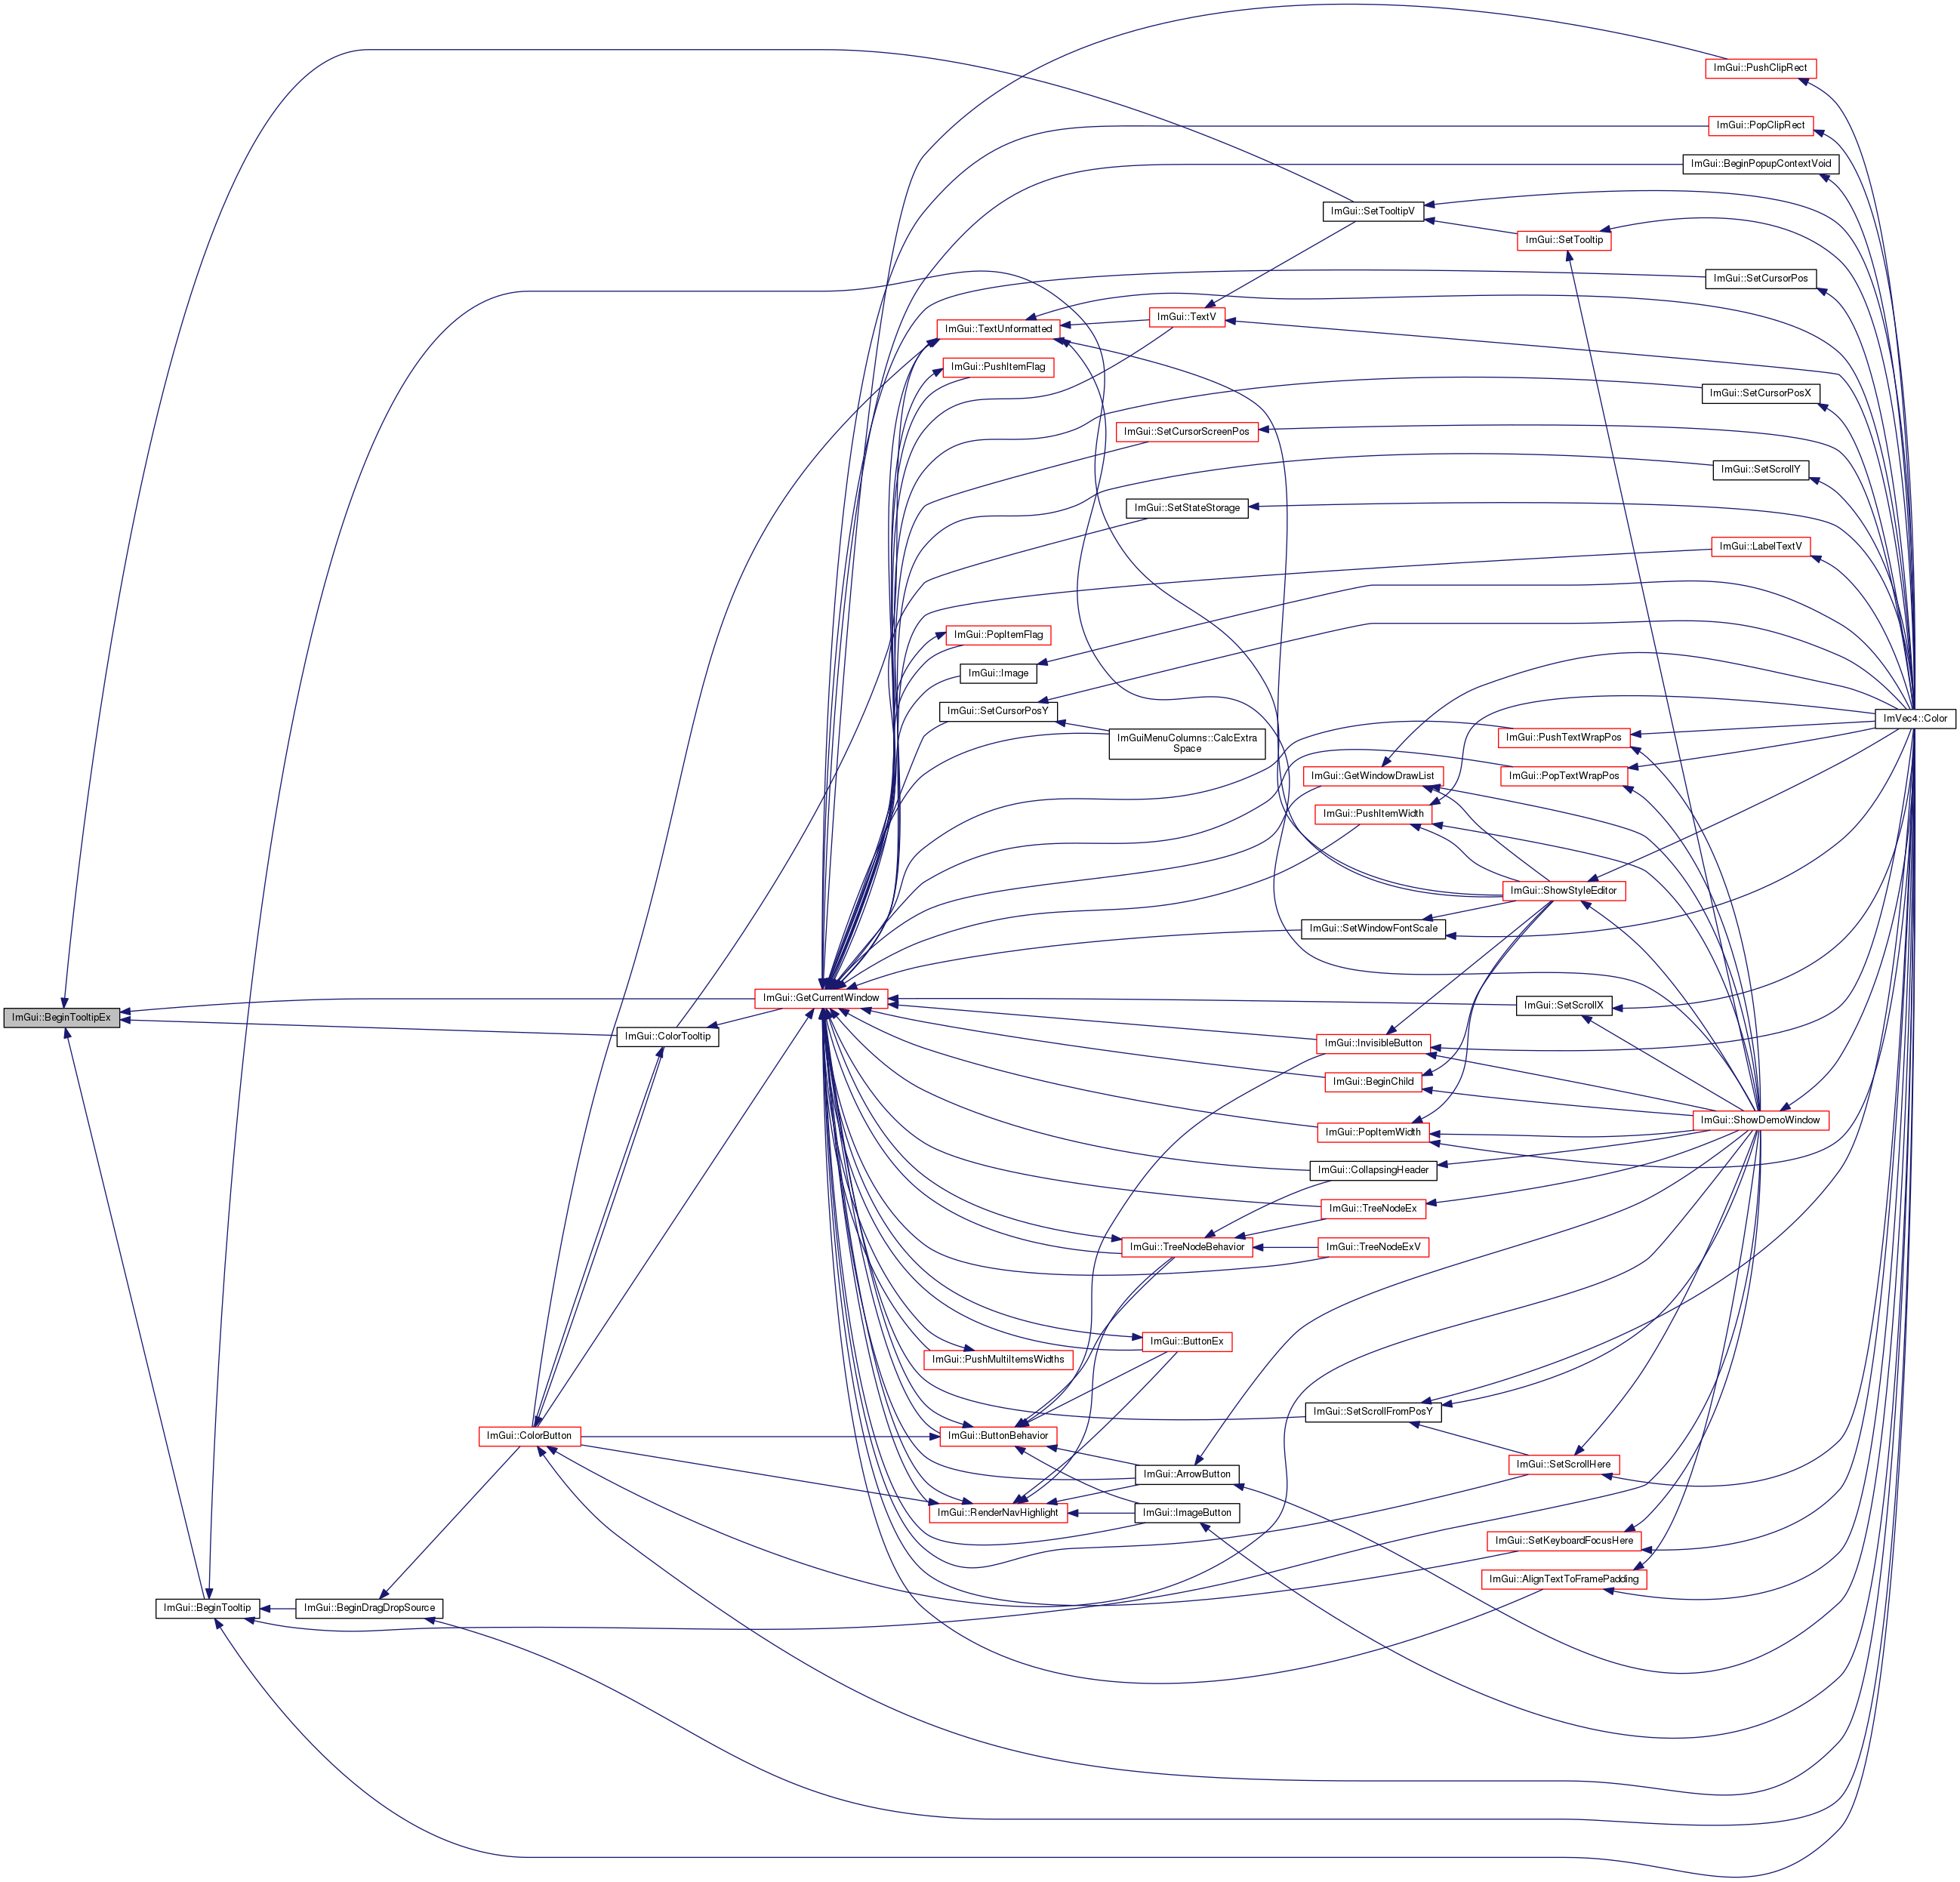 ImGui::PushClipRect
ImGui::PopClipRect
ImGui::BeginPopupContextVoid
ImGui::SetTooltipV
ImGui::SetTooltip
ImGui::SetCursorPos
ImGui::TextV
ImGui::TextUnformatted
ImGui::PushItemFlag
ImGui::SetCursorPosX
ImGui::SetCursorScreenPos
ImGui::SetScrollY
ImGui::SetStateStorage
ImGui::LabelTextV
ImGui::PopItemFlag
ImGui::Image
ImGui::SetCursorPosY
ImVec4::Color
ImGuiMenuColumns::CalcExtra
Space
ImGui::PushTextWrapPos
ImGui::GetWindowDrawList
ImGui::PopTextWrapPos
ImGui::PushItemWidth
ImGui::ShowStyleEditor
ImGui::SetWindowFontScale
ImGui::GetCurrentWindow
ImGui::SetScrollX
ImGui::BeginTooltipEx
ImGui::ColorTooltip
ImGui::InvisibleButton
ImGui::BeginChild
ImGui::ShowDemoWindow
ImGui::PopItemWidth
ImGui::CollapsingHeader
ImGui::TreeNodeEx
ImGui::TreeNodeBehavior
ImGui::TreeNodeExV
ImGui::ButtonEx
ImGui::PushMultiItemsWidths
ImGui::SetScrollFromPosY
ImGui::ColorButton
ImGui::ButtonBehavior
ImGui::SetScrollHere
ImGui::ArrowButton
ImGui::RenderNavHighlight
ImGui::ImageButton
ImGui::SetKeyboardFocusHere
ImGui::AlignTextToFramePadding
ImGui::BeginTooltip
ImGui::BeginDragDropSource